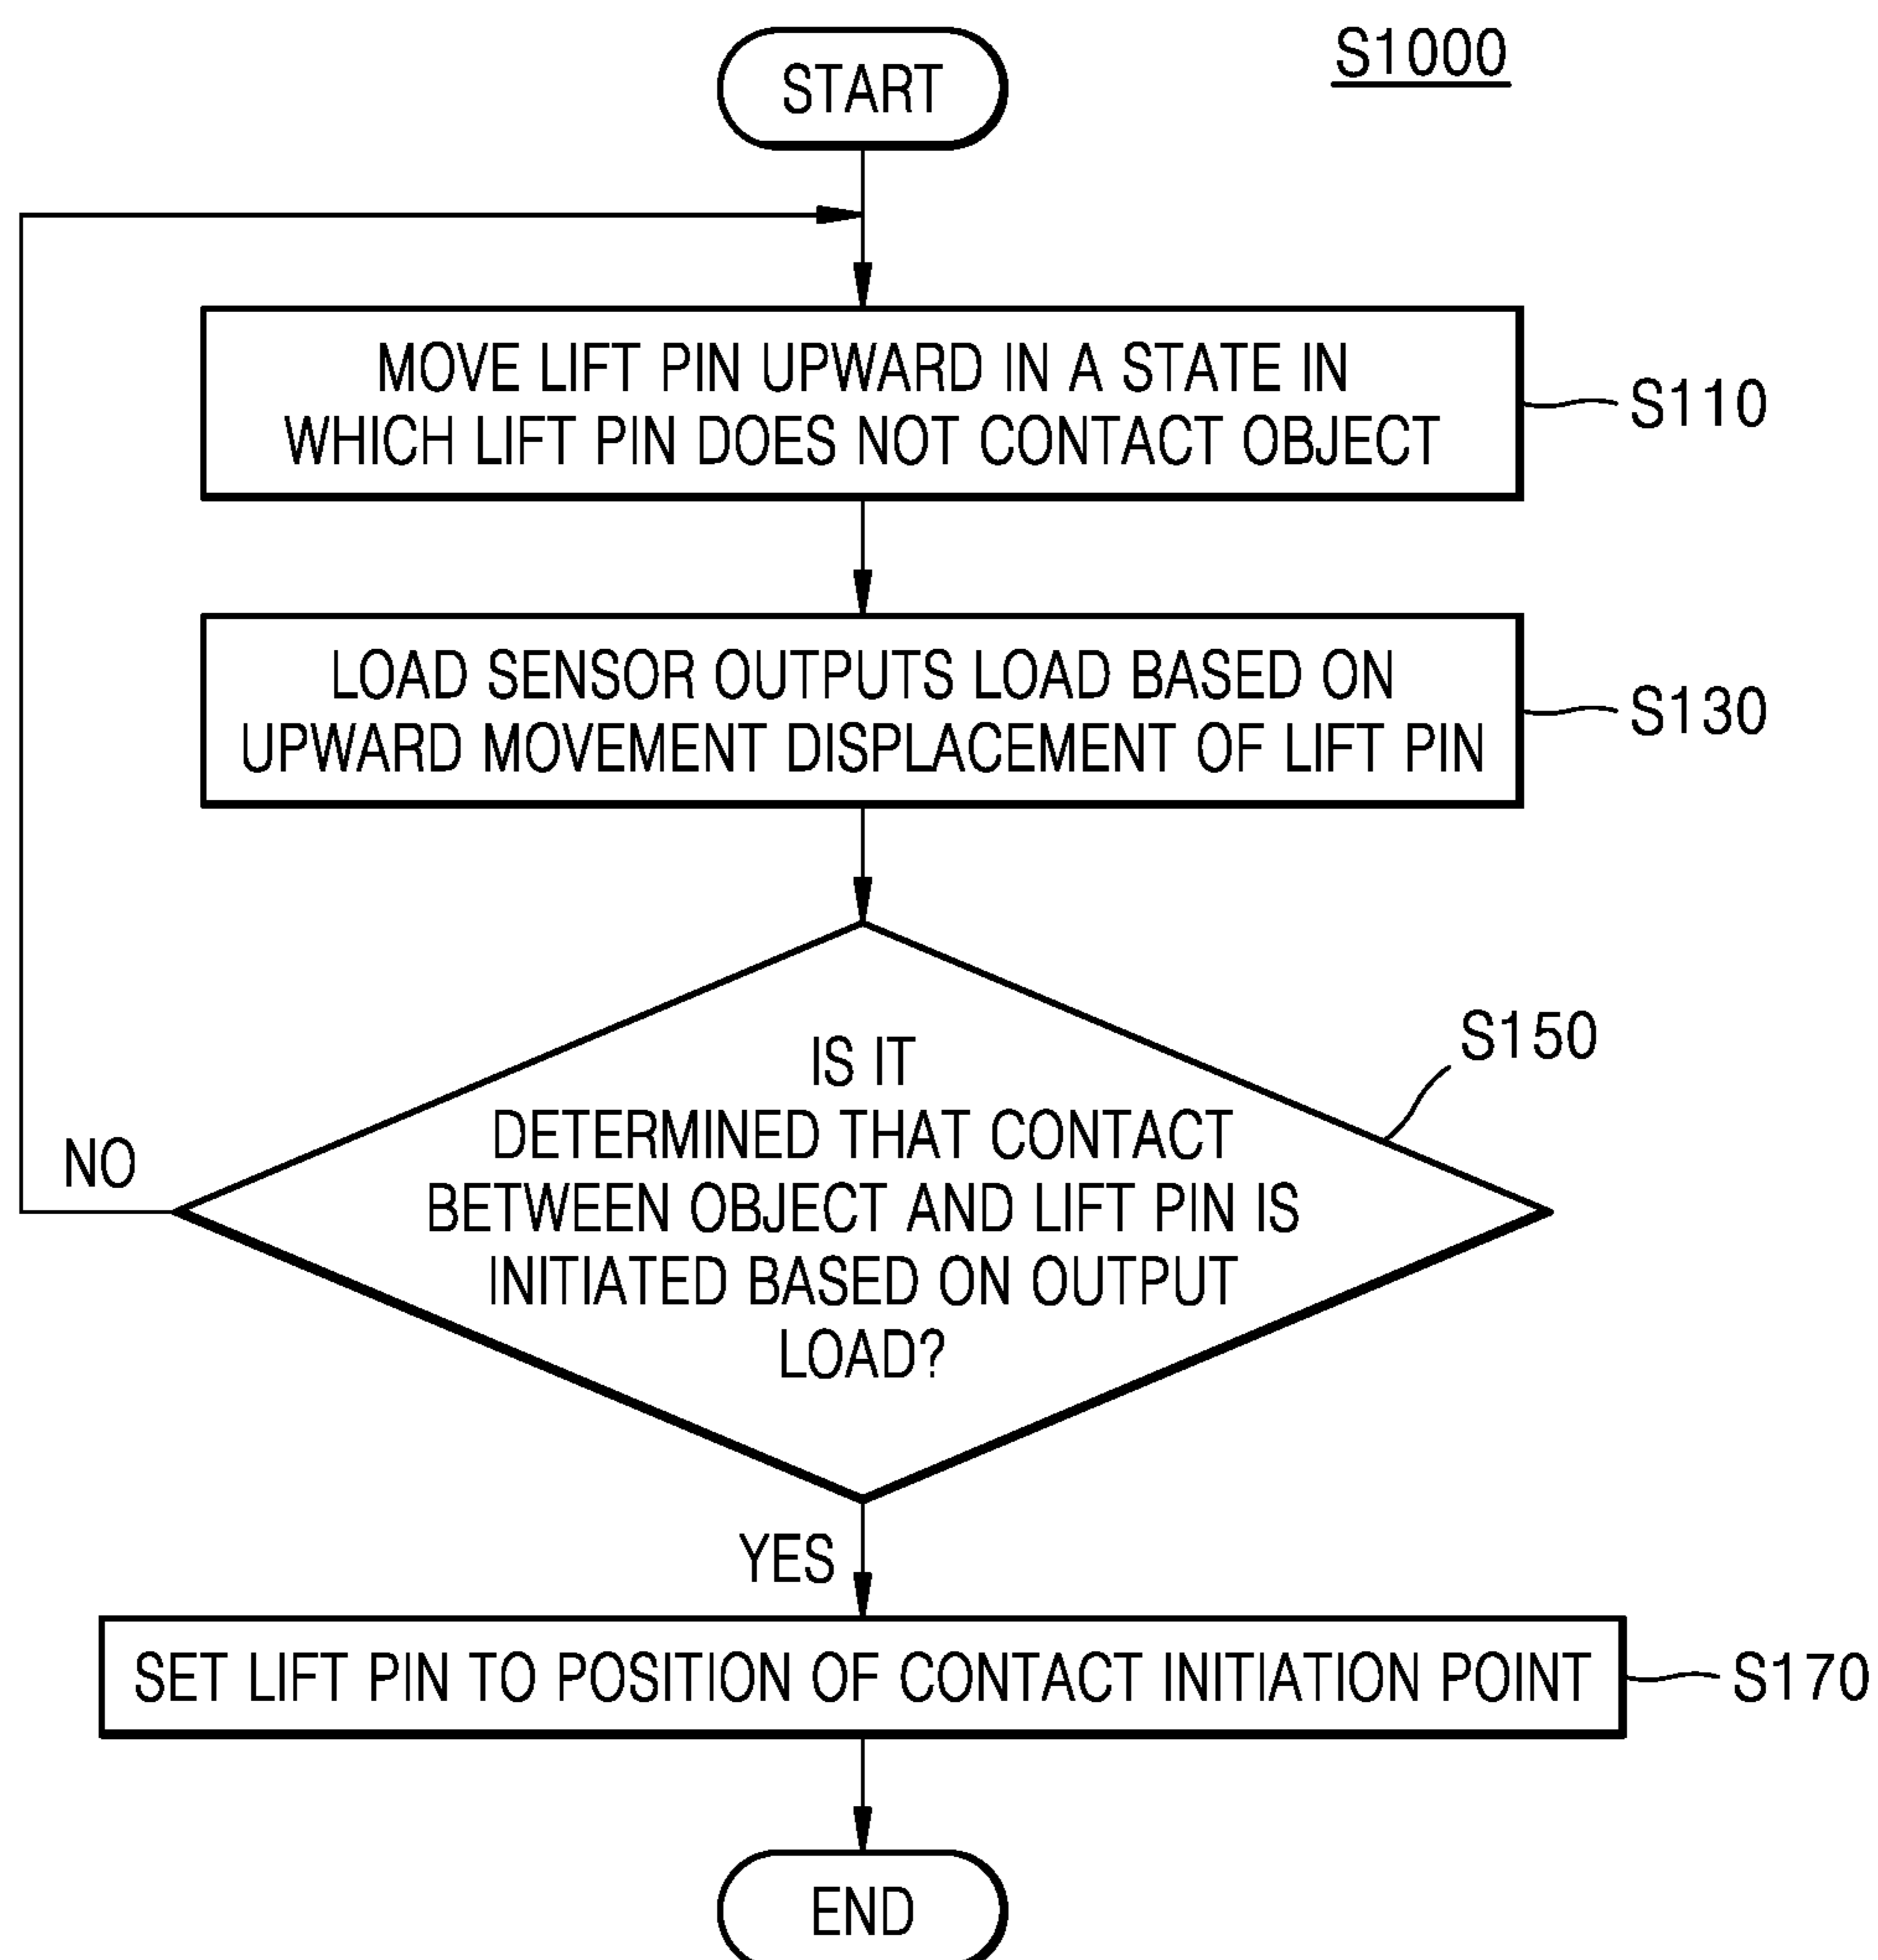 S1000
START
MOVE LIFT PIN UPWARD IN A STATE IN
WHICH LIFT PIN DOES NOT CONTACT OBJECT
S110
LOAD SENSOR OUTPUTS LOAD BASED ON
UPWARD MOVEMENT DISPLACEMENT OF LIFT PIN
S130
IS IT
DETERMINED THAT CONTACT
BETWEEN OBJECT AND LIFT PIN IS
INITIATED BASED ON OUTPUT
LOAD?
S150
NO
YES
SET LIFT PIN TO POSITION OF CONTACT INITIATION POINT
S170
END